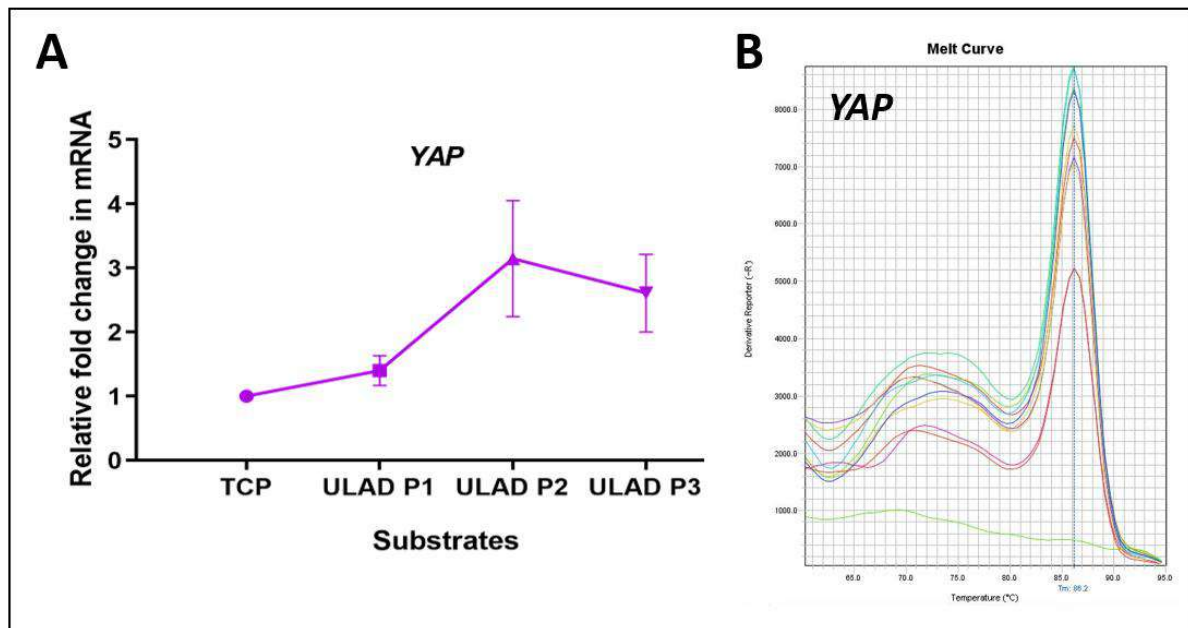 A
YAP
Relative fold change in mRNA
5
4
3
2
1
0
TCP ULAD P1 ULAD P2 ULAD P3
Substrates
B
Melt Curve
YAP
Derivative Reporter (-R')
8000.0
7000.0
6000.0
5000.0
4000.0
3000.0
2000.0
1000.0
65.0 70.0 75.0 80.0 85.0 90.0 95.0
Tm: 86.2
Temperature (°C)